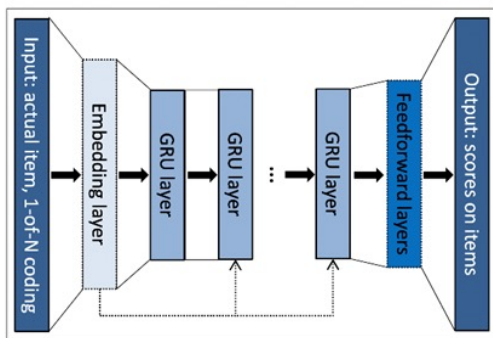 Input: actual item, 1-of-N coding
Embedding layer
GRU layer
GRU layer
...
GRU layer
Feedforward layers
Output: scores on items